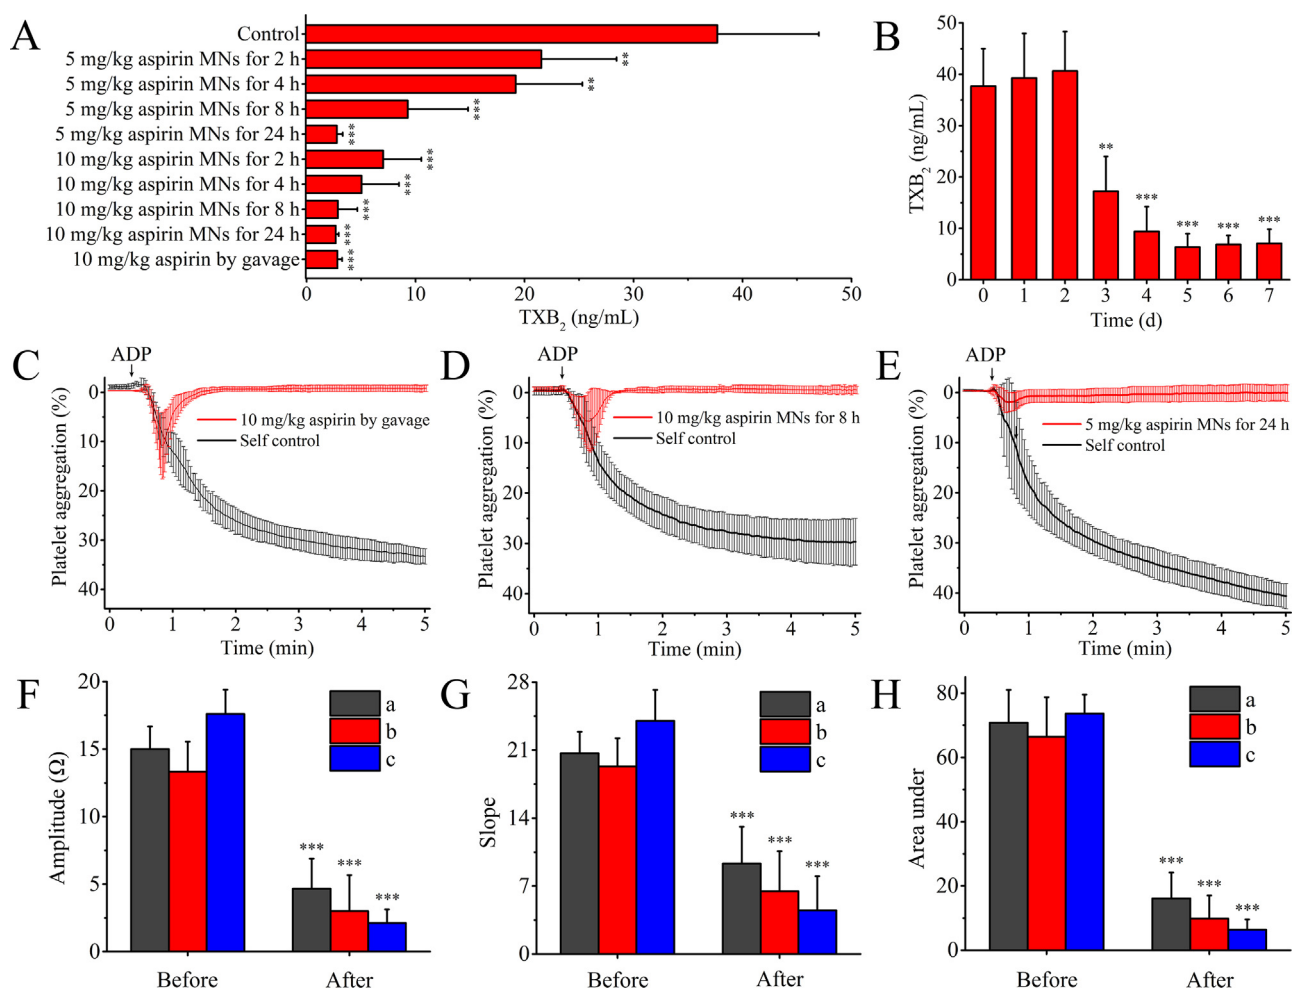 A
Control
5 mg/kg aspirin MNs for 2 h
5 mg/kg aspirin MNs for 4 h
5 mg/kg aspirin MNs for 8 h
5 mg/kg aspirin MNs for 24 h
10 mg/kg aspirin MNs for 2 h
10 mg/kg aspirin MNs for 4 h
10 mg/kg aspirin MNs for 8 h
10 mg/kg aspirin MNs for 24 h
10 mg/kg aspirin by gavage
**
**
***
***
***
***
***
***
***
0 10 20 30 40 50
TXB₂ (ng/mL)
B
TXB₂ (ng/mL)
50
40
30
20
10
0
**
***
***
***
***
0 1 2 3 4 5 6 7
Time (d)
C
ADP
Platelet aggregation (%)
0
10
20
30
40
10 mg/kg aspirin by gavage
Self control
0 1 2 3 4 5
Time (min)
D
ADP
Platelet aggregation (%)
0
10
20
30
40
10 mg/kg aspirin MNs for 8 h
Self control
0 1 2 3 4 5
Time (min)
E
ADP
Platelet aggregation (%)
0
10
20
30
40
5 mg/kg aspirin MNs for 24 h
Self control
0 1 2 3 4 5
Time (min)
F
Amplitude (Ω)
20
15
10
5
0
a
b
c
***
***
***
Before After
G
Slope
28
21
14
7
0
a
b
c
***
***
***
Before After
H
Area under
80
60
40
20
0
a
b
c
***
***
***
Before After